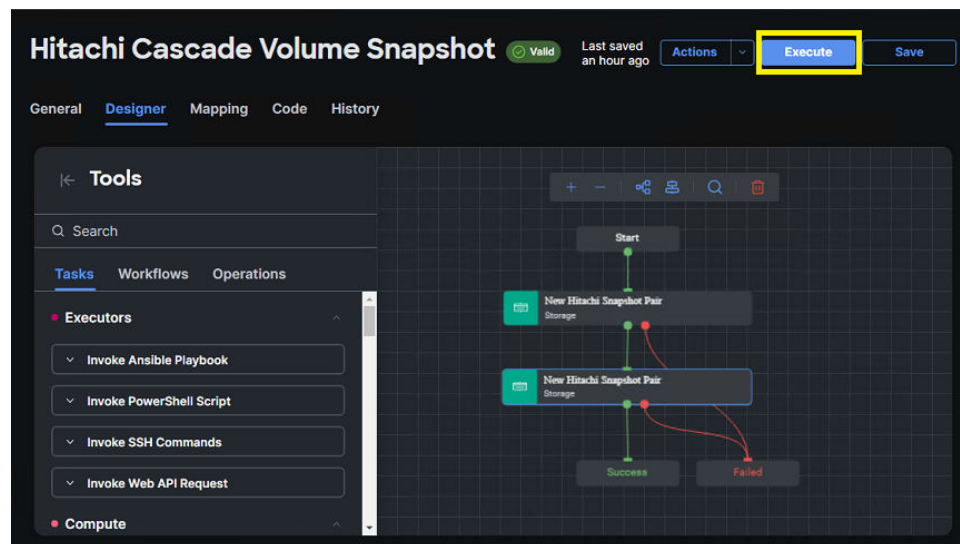 Hitachi Cascade Volume Snapshot
Valid
Last saved
an hour ago
Actions
Execute
Save
General Designer Mapping Code History
Tools
Search
Tasks Workflows Operations
Executors
Invoke Ansible Playbook
Invoke PowerShell Script
Invoke SSH Commands
Invoke Web API Request
Compute
Start
New Hitachi Snapshot Pair
Storage
New Hitachi Snapshot Pair
Storage
Success
Failed